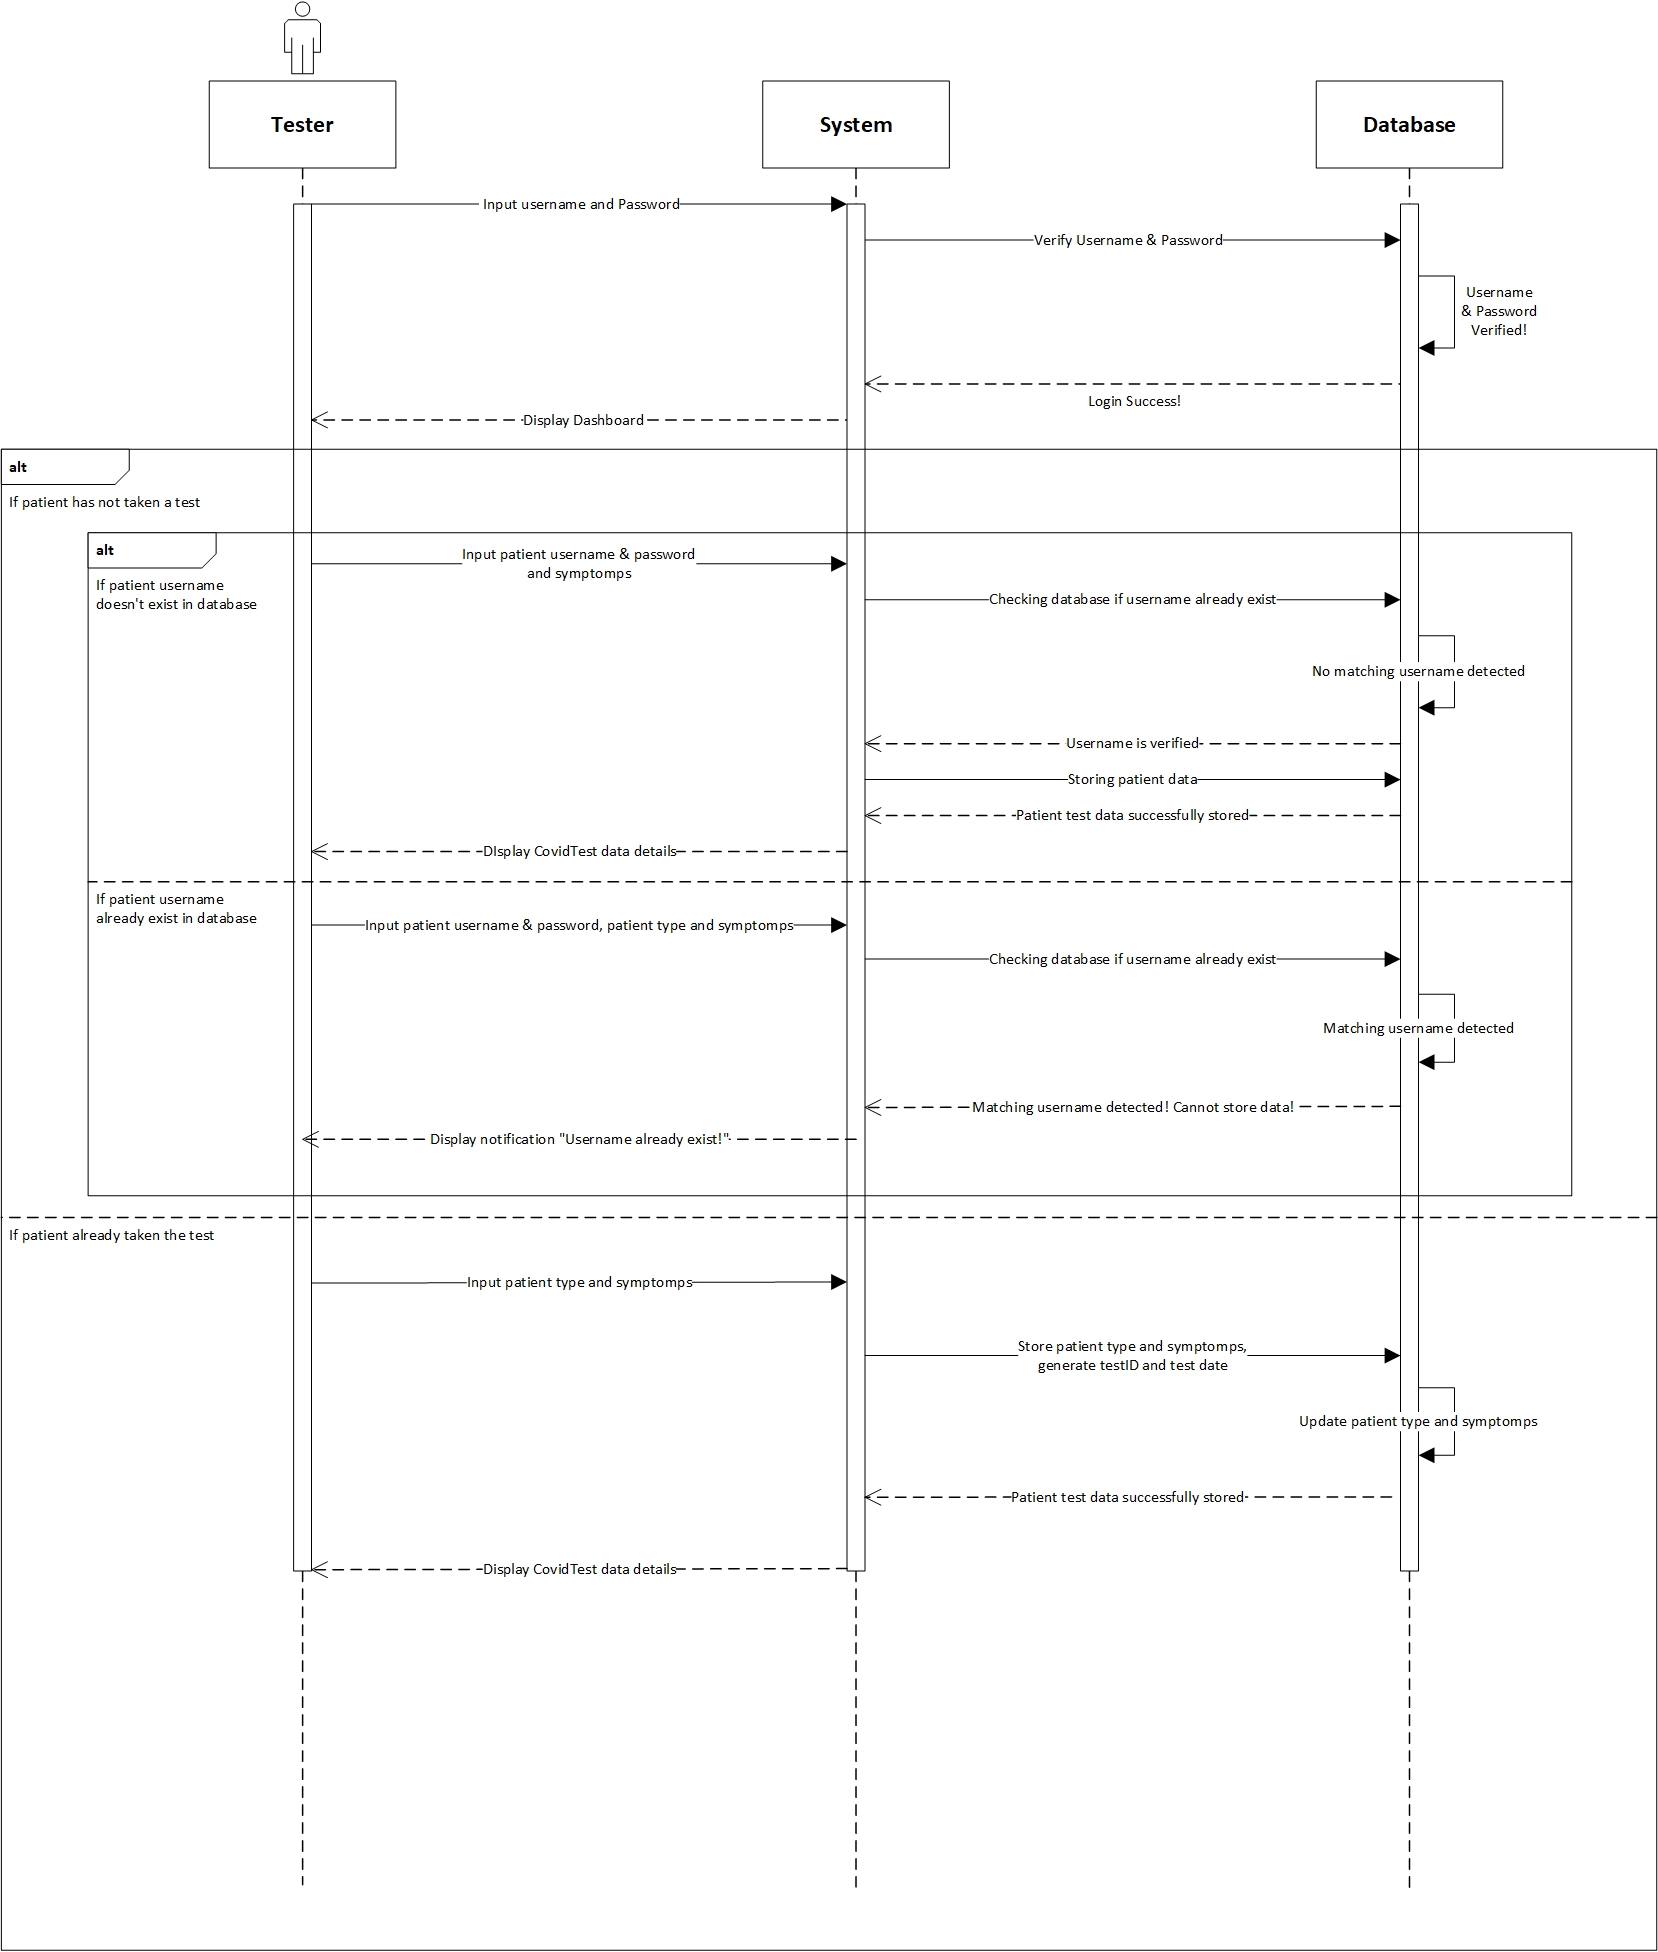 Tester
System
Database
Input username and Password
Verify Username & Password
Username
& Password
Verified!
Login Success!
Display Dashboard
alt
If patient has not taken a test
alt
If patient username
doesn't exist in database
Input patient username & password
and symptomps
Checking database if username already exist
No matching username detected
Username is verified
Storing patient data
Patient test data successfully stored
DIsplay CovidTest data details
If patient username
already exist in database
Input patient username & password, patient type and symptomps
Checking database if username already exist
Matching username detected
Matching username detected! Cannot store data!
Display notification "Username already exist!"
If patient already taken the test
Input patient type and symptomps
Store patient type and symptomps,
generate testID and test date
Update patient type and symptomps
Patient test data successfully stored
Display CovidTest data details